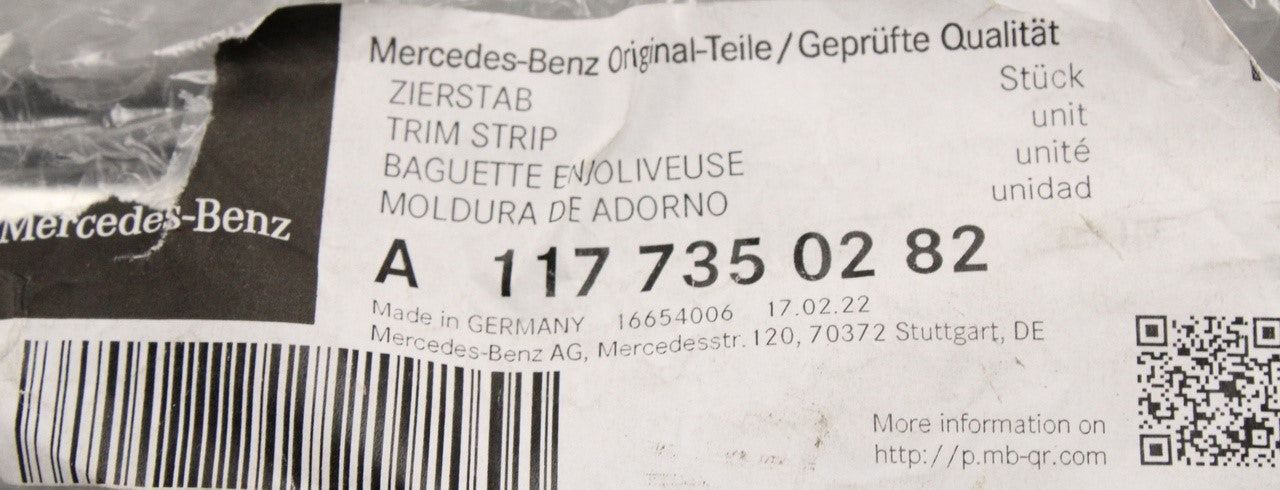 Mercedes-Benz
Mercedes-Benz Original-Teile/Geprüfte Qualität
ZIERSTAB Stück
TRIM STRIP unit
BAGUETTE ENJOLIVEUSE unité
MOLDURA DE ADORNO unidad
A 117 735 02 82
Made in GERMANY 16654006 17.02.22
Mercedes-Benz AG, Mercedesstr. 120, 70372 Stuttgart, DE
More information on
http://p.mb-qr.com